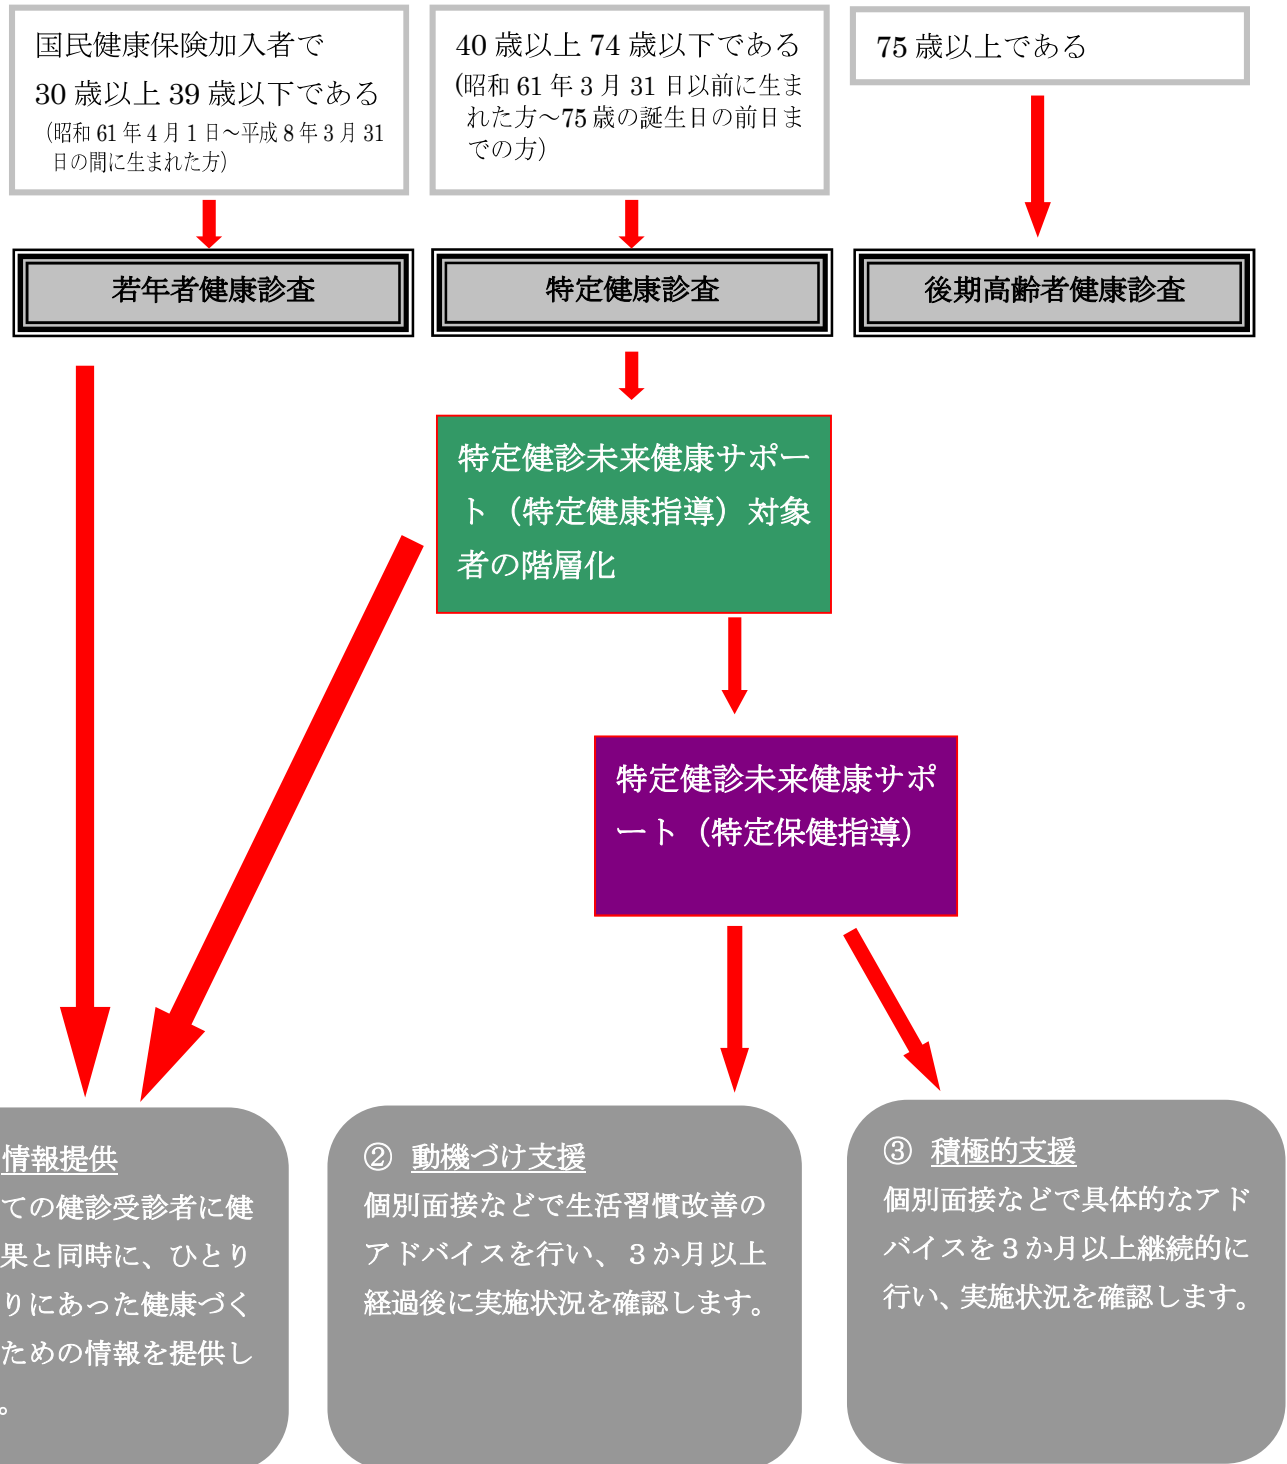 国民健康保険加入者で
30 歳以上 39 歳以下である
（昭和 61 年 4 月 1 日～平成 8 年 3 月 31
日の間に生まれた方）
40 歳以上 74 歳以下である
(昭和 61 年 3 月 31 日以前に生ま
れた方～75 歳の誕生日の前日ま
での方）
75 歳以上である
若年者健康診査
特定健康診査
後期高齢者健康診査
特定健診未来健康サポー
ト（特定健康指導）対象
者の階層化
特定健診未来健康サポ
ート（特定保健指導）
情報提供
ての健診受診者に健
果と同時に、ひとり
りにあった健康づく
ための情報を提供し
。
② 動機づけ支援
個別面接などで生活習慣改善の
アドバイスを行い、３か月以上
経過後に実施状況を確認します。
③ 積極的支援
個別面接などで具体的なアド
バイスを３か月以上継続的に
行い、実施状況を確認します。